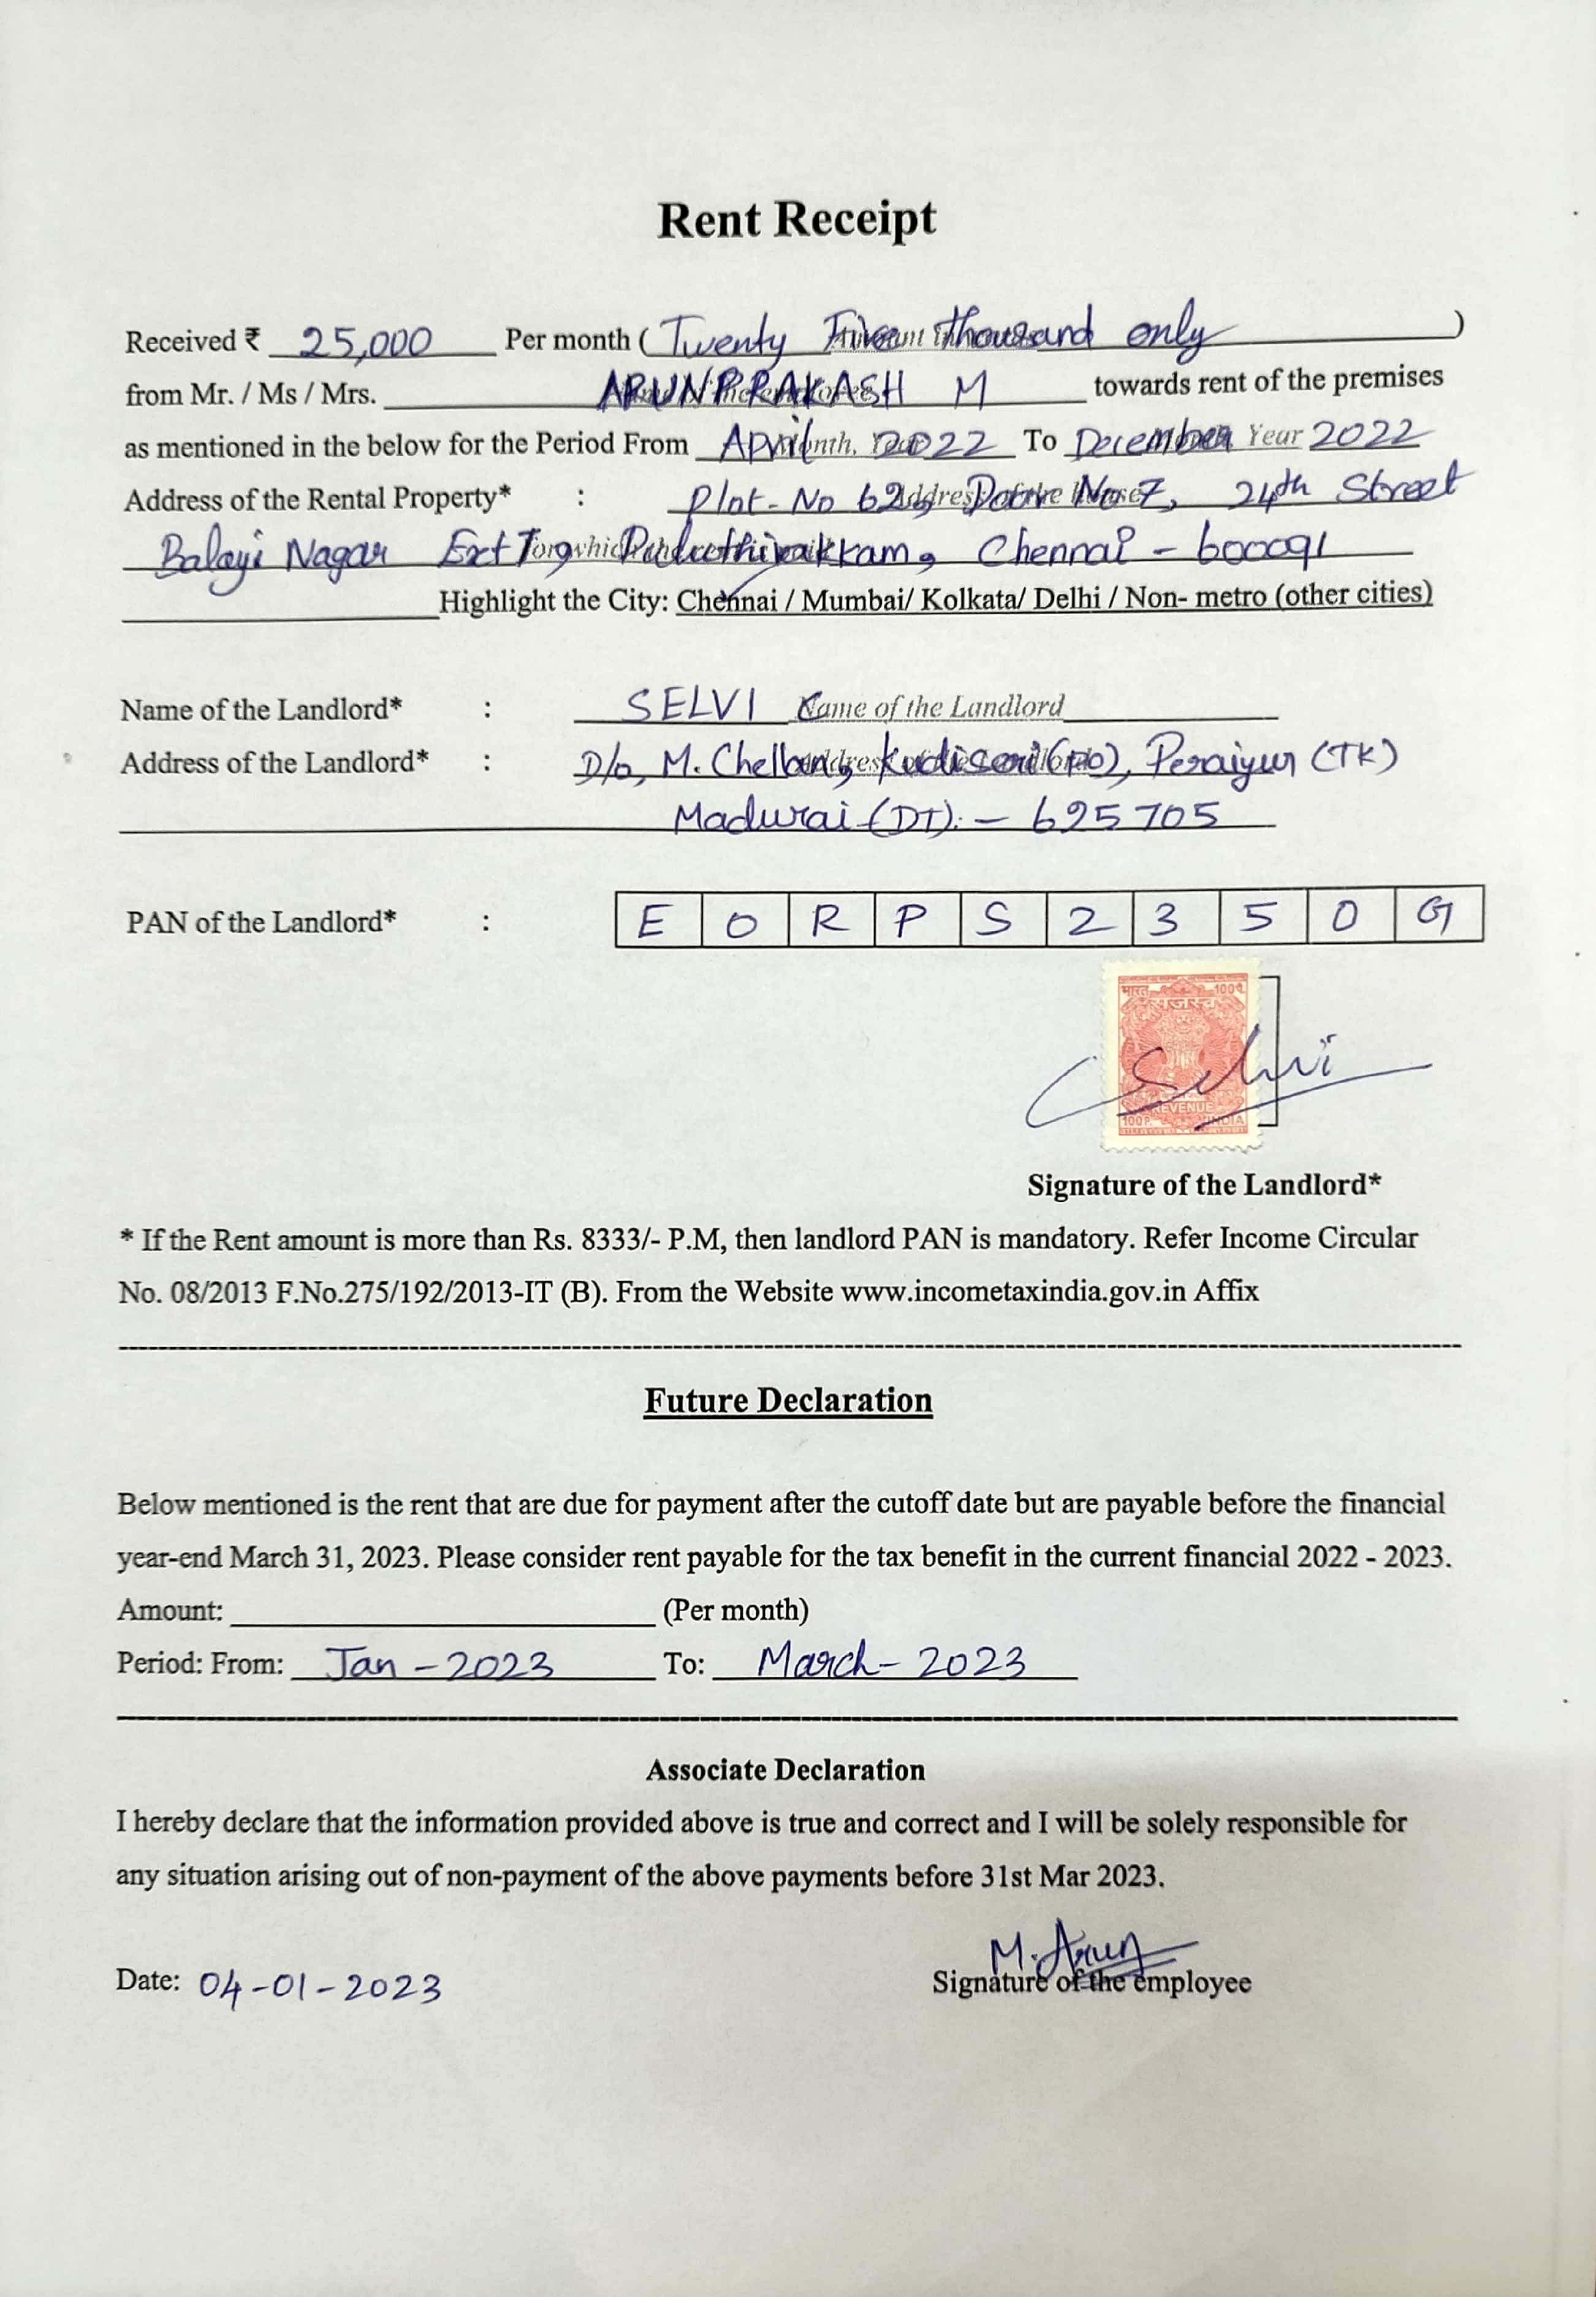 Rent Receipt
Received ₹ 25,000 Per month ( Twenty Five Thousand only )
from Mr. / Ms / Mrs. ARUNPRAKASH M towards rent of the premises
as mentioned in the below for the Period From April 2022 To December Year 2022
Address of the Rental Property* : Plot-No 62, Door No 7, 24th Street
Balaji Nagar Ext, Puluthivakkam, Chennai - 600091
Highlight the City: Chennai / Mumbai/ Kolkata/ Delhi / Non- metro (other cities)
Name of the Landlord* : SELVI C Name of the Landlord
Address of the Landlord* : D/o, M. Chellan, Kudiseri (PO), Peraiyur (TK)
Madurai (DT). - 625705
PAN of the Landlord* : E O R P S 2 3 5 0 G
भारत 100प.
राजस्व
REVENUE
100P. INDIA
Selvi
Signature of the Landlord*
* If the Rent amount is more than Rs. 8333/- P.M, then landlord PAN is mandatory. Refer Income Circular
No. 08/2013 F.No.275/192/2013-IT (B). From the Website www.incometaxindia.gov.in Affix
Future Declaration
Below mentioned is the rent that are due for payment after the cutoff date but are payable before the financial
year-end March 31, 2023. Please consider rent payable for the tax benefit in the current financial 2022 - 2023.
Amount: (Per month)
Period: From: Jan - 2023 To: March - 2023
Associate Declaration
I hereby declare that the information provided above is true and correct and I will be solely responsible for
any situation arising out of non-payment of the above payments before 31st Mar 2023.
M. Arun
Date: 04-01-2023 Signature of the employee